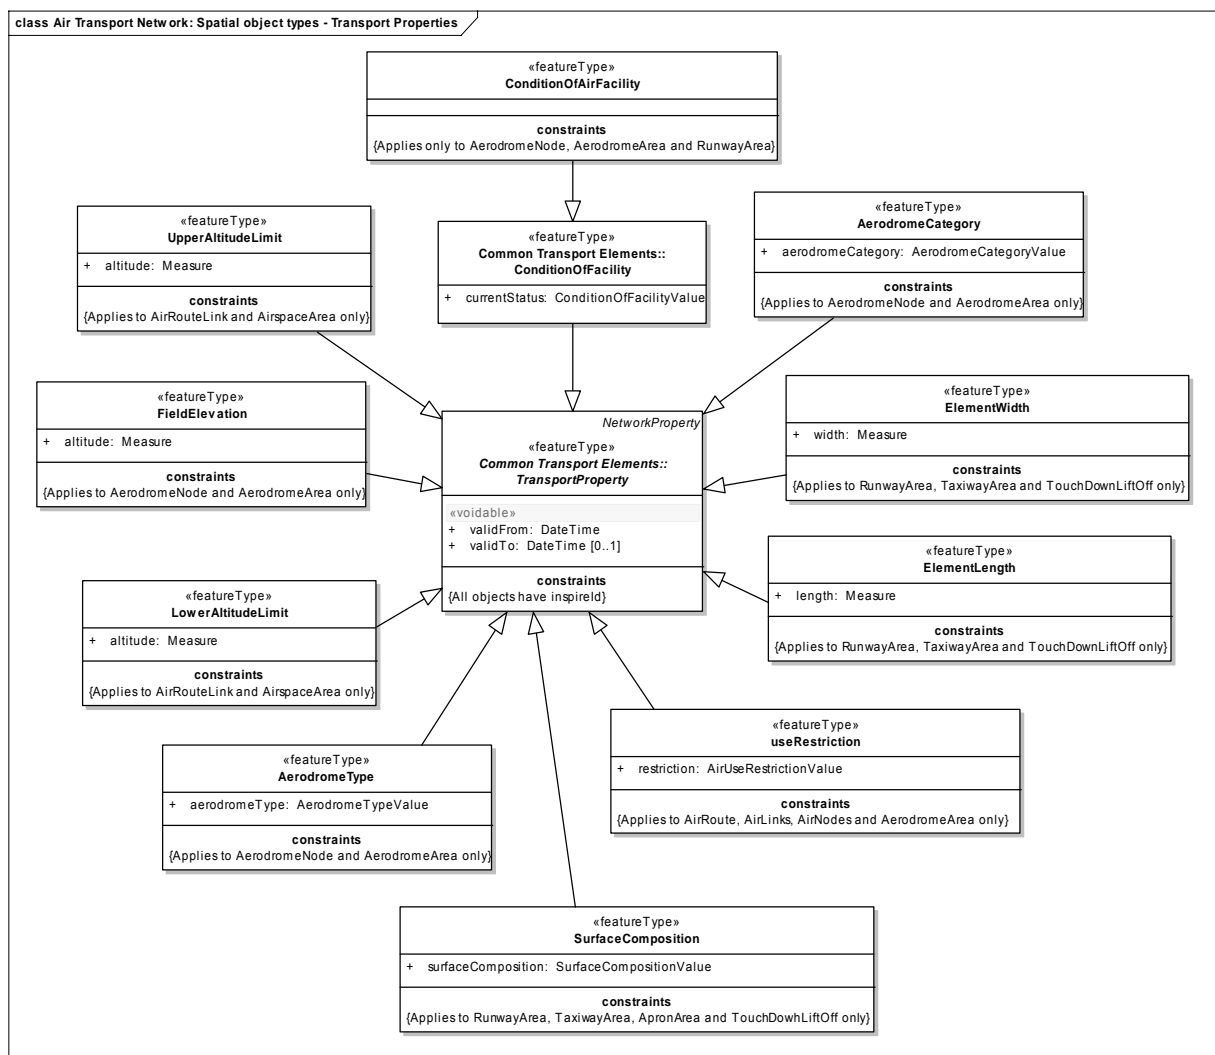 class Air Transport Network: Spatial object types - Transport Properties
«featureType»
ConditionOfAirFacility
constraints
{Applies only to AerodromeNode, AerodromeArea and RunwayArea}
«featureType»
UpperAltitudeLimit
+ altitude: Measure
constraints
{Applies to AirRouteLink and AirspaceArea only}
«featureType»
Common Transport Elements::
ConditionOfFacility
+ currentStatus: ConditionOfFacilityValue
«featureType»
AerodromeCategory
+ aerodromeCategory: AerodromeCategoryValue
constraints
{Applies to AerodromeNode and AerodromeArea only}
«featureType»
FieldElevation
+ altitude: Measure
constraints
{Applies to AerodromeNode and AerodromeArea only}
NetworkProperty
«featureType»
Common Transport Elements::
TransportProperty
«voidable»
+ validFrom: DateTime
+ validTo: DateTime [0..1]
constraints
{All objects have inspireId}
«featureType»
ElementWidth
+ width: Measure
constraints
{Applies to RunwayArea, TaxiwayArea and TouchDownLiftOff only}
«featureType»
ElementLength
+ length: Measure
constraints
{Applies to RunwayArea, TaxiwayArea and TouchDownLiftOff only}
«featureType»
LowerAltitudeLimit
+ altitude: Measure
constraints
{Applies to AirRouteLink and AirspaceArea only}
«featureType»
useRestriction
+ restriction: AirUseRestrictionValue
constraints
{Applies to AirRoute, AirLinks, AirNodes and AerodromeArea only}
«featureType»
AerodromeType
+ aerodromeType: AerodromeTypeValue
constraints
{Applies to AerodromeNode and AerodromeArea only}
«featureType»
SurfaceComposition
+ surfaceComposition: SurfaceCompositionValue
constraints
{Applies to RunwayArea, TaxiwayArea, ApronArea and TouchDowhLiftOff only}